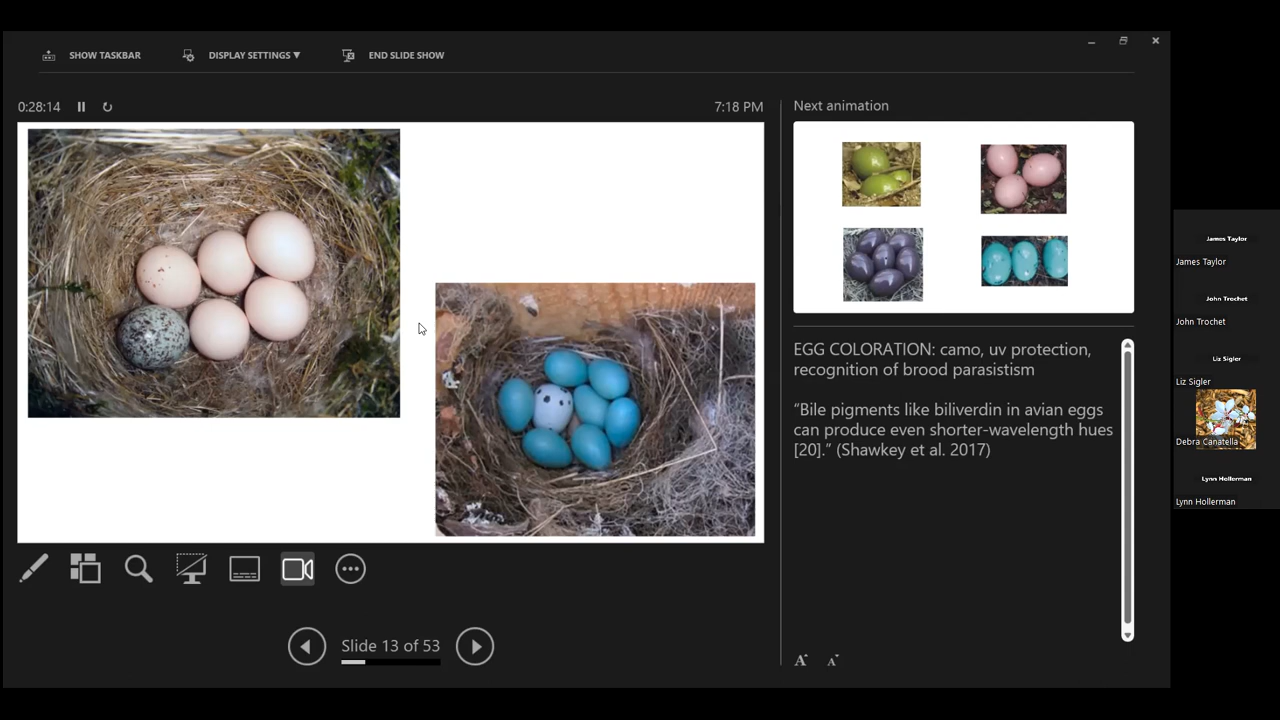 SHOW TASKBAR
DISPLAY SETTINGS ▼
END SLIDE SHOW
0:28:14
7:18 PM
Next animation
EGG COLORATION: camo, uv protection,
recognition of brood parasistism
“Bile pigments like biliverdin in avian eggs
can produce even shorter-wavelength hues
[20].” (Shawkey et al. 2017)
Slide 13 of 53
A
A
James Taylor
James Taylor
John Trochet
John Trochet
Liz Sigler
Liz Sigler
Debra Canatella
Lynn Hollerman
Lynn Hollerman